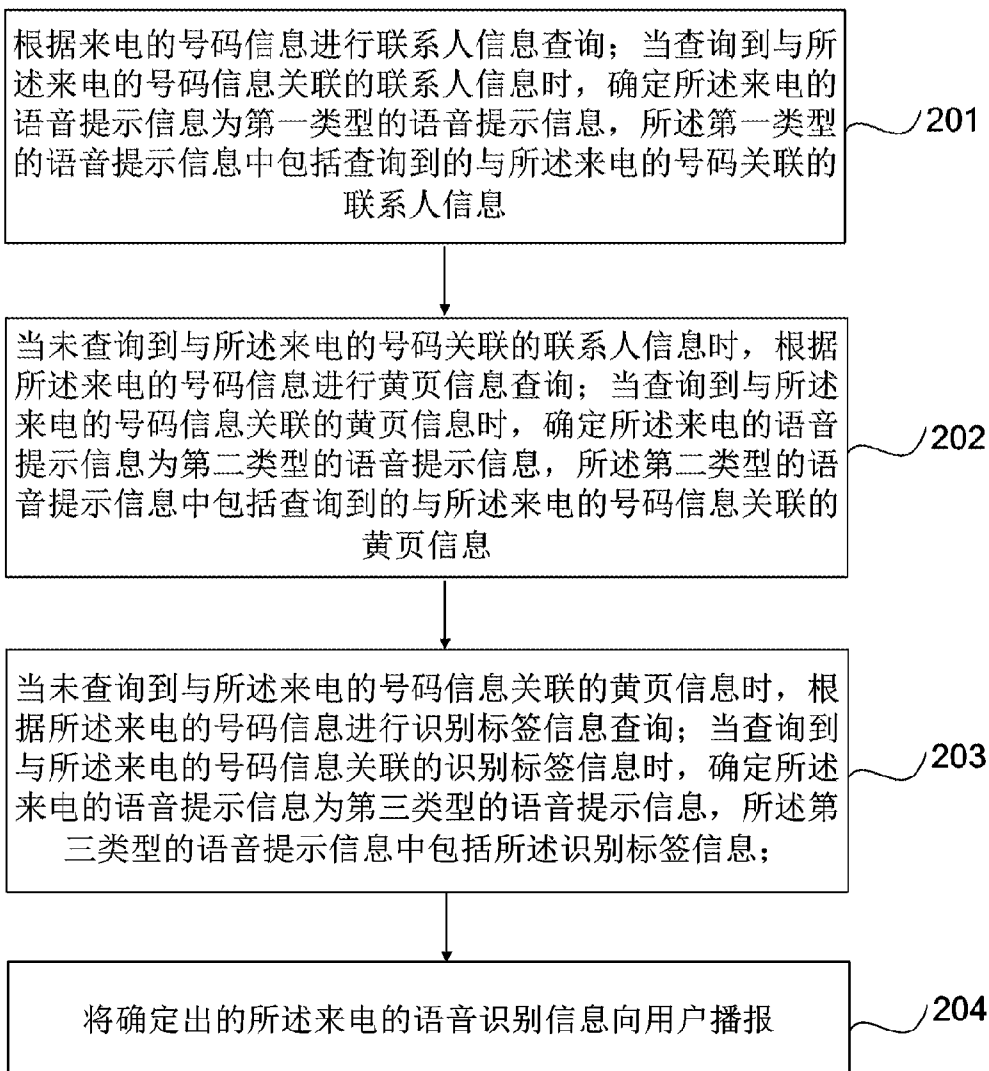 根据来电的号码信息进行联系人信息查询；当查询到与所
述来电的号码信息关联的联系人信息时，确定所述来电的
语音提示信息为第一类型的语音提示信息，所述第一类型
的语音提示信息中包括查询到的与所述来电的号码关联的
联系人信息
201
当未查询到与所述来电的号码关联的联系人信息时，根据
所述来电的号码信息进行黄页信息查询；当查询到与所述
来电的号码信息关联的黄页信息时，确定所述来电的语音
提示信息为第二类型的语音提示信息，所述第二类型的语
音提示信息中包括查询到的与所述来电的号码信息关联的
黄页信息
202
当未查询到与所述来电的号码信息关联的黄页信息时，根
据所述来电的号码信息进行识别标签信息查询；当查询到
与所述来电的号码信息关联的识别标签信息时，确定所述
来电的语音提示信息为第三类型的语音提示信息，所述第
三类型的语音提示信息中包括所述识别标签信息；
203
将确定出的所述来电的语音识别信息向用户播报
204